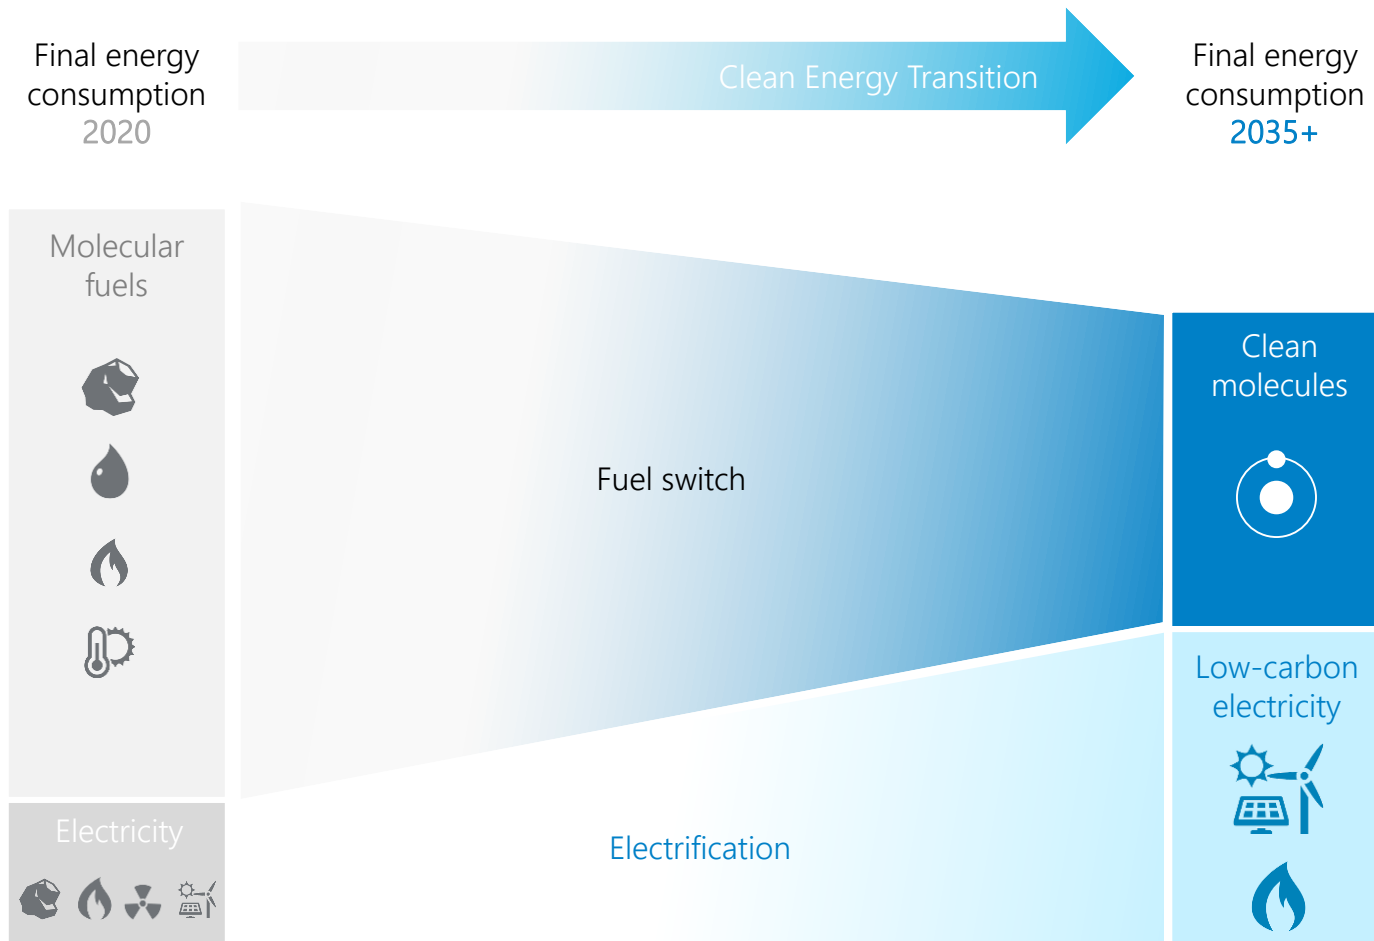 Final energy
consumption
2020
Clean Energy Transition
Final energy
consumption
2035+
Molecular
fuels
Clean
molecules
Fuel switch
Low-carbon
electricity
Electricity
Electrification